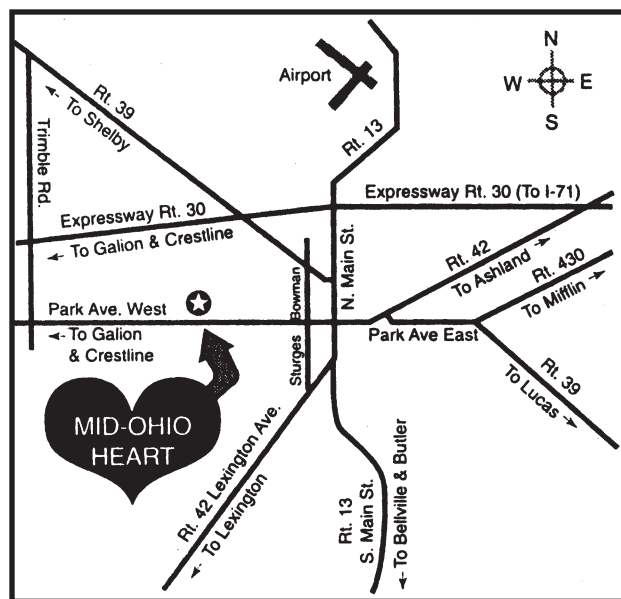 N
W E
S
Airport
Rt. 39
To Shelby
Rt. 13
Trimble Rd.
Expressway Rt. 30 (To I-71)
Expressway Rt. 30
To Galion & Crestline
N. Main St.
Rt. 42
To Ashland
Rt. 430
To Mifflin
Bowman
Sturges
Park Ave. West
To Galion
& Crestline
Park Ave East
Rt. 39
To Lucas
MID-OHIO
HEART
Rt. 42 Lexington Ave.
To Lexington
Rt. 13
S. Main St.
To Bellville & Butler